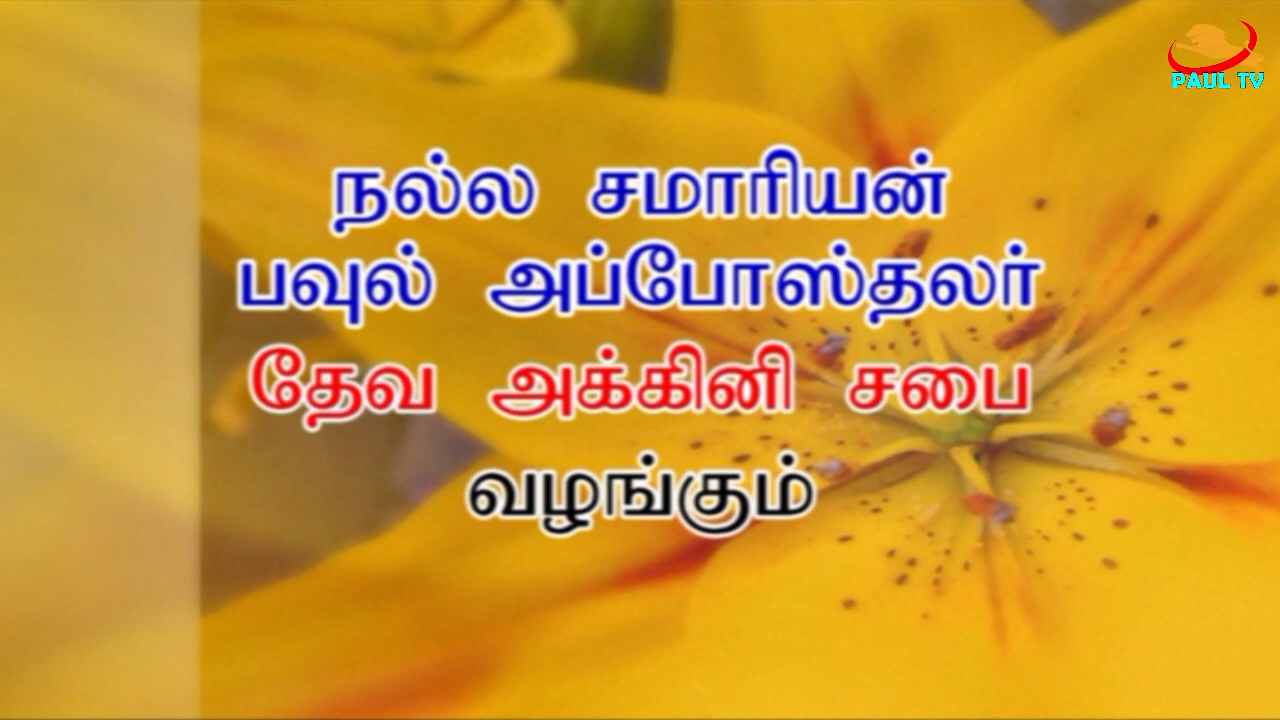 PAUL TV
நல்ல சமாரியன்
பவுல் அப்போஸ்தலர்
தேவ அக்கினி சபை
வழங்கும்